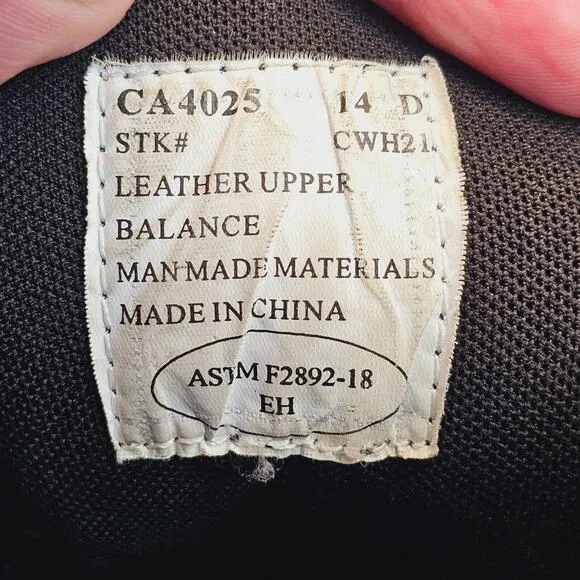 CA4025 14 D
STK# CWH21
LEATHER UPPER
BALANCE
MAN-MADE MATERIALS
MADE IN CHINA
ASTM F2892-18
EH